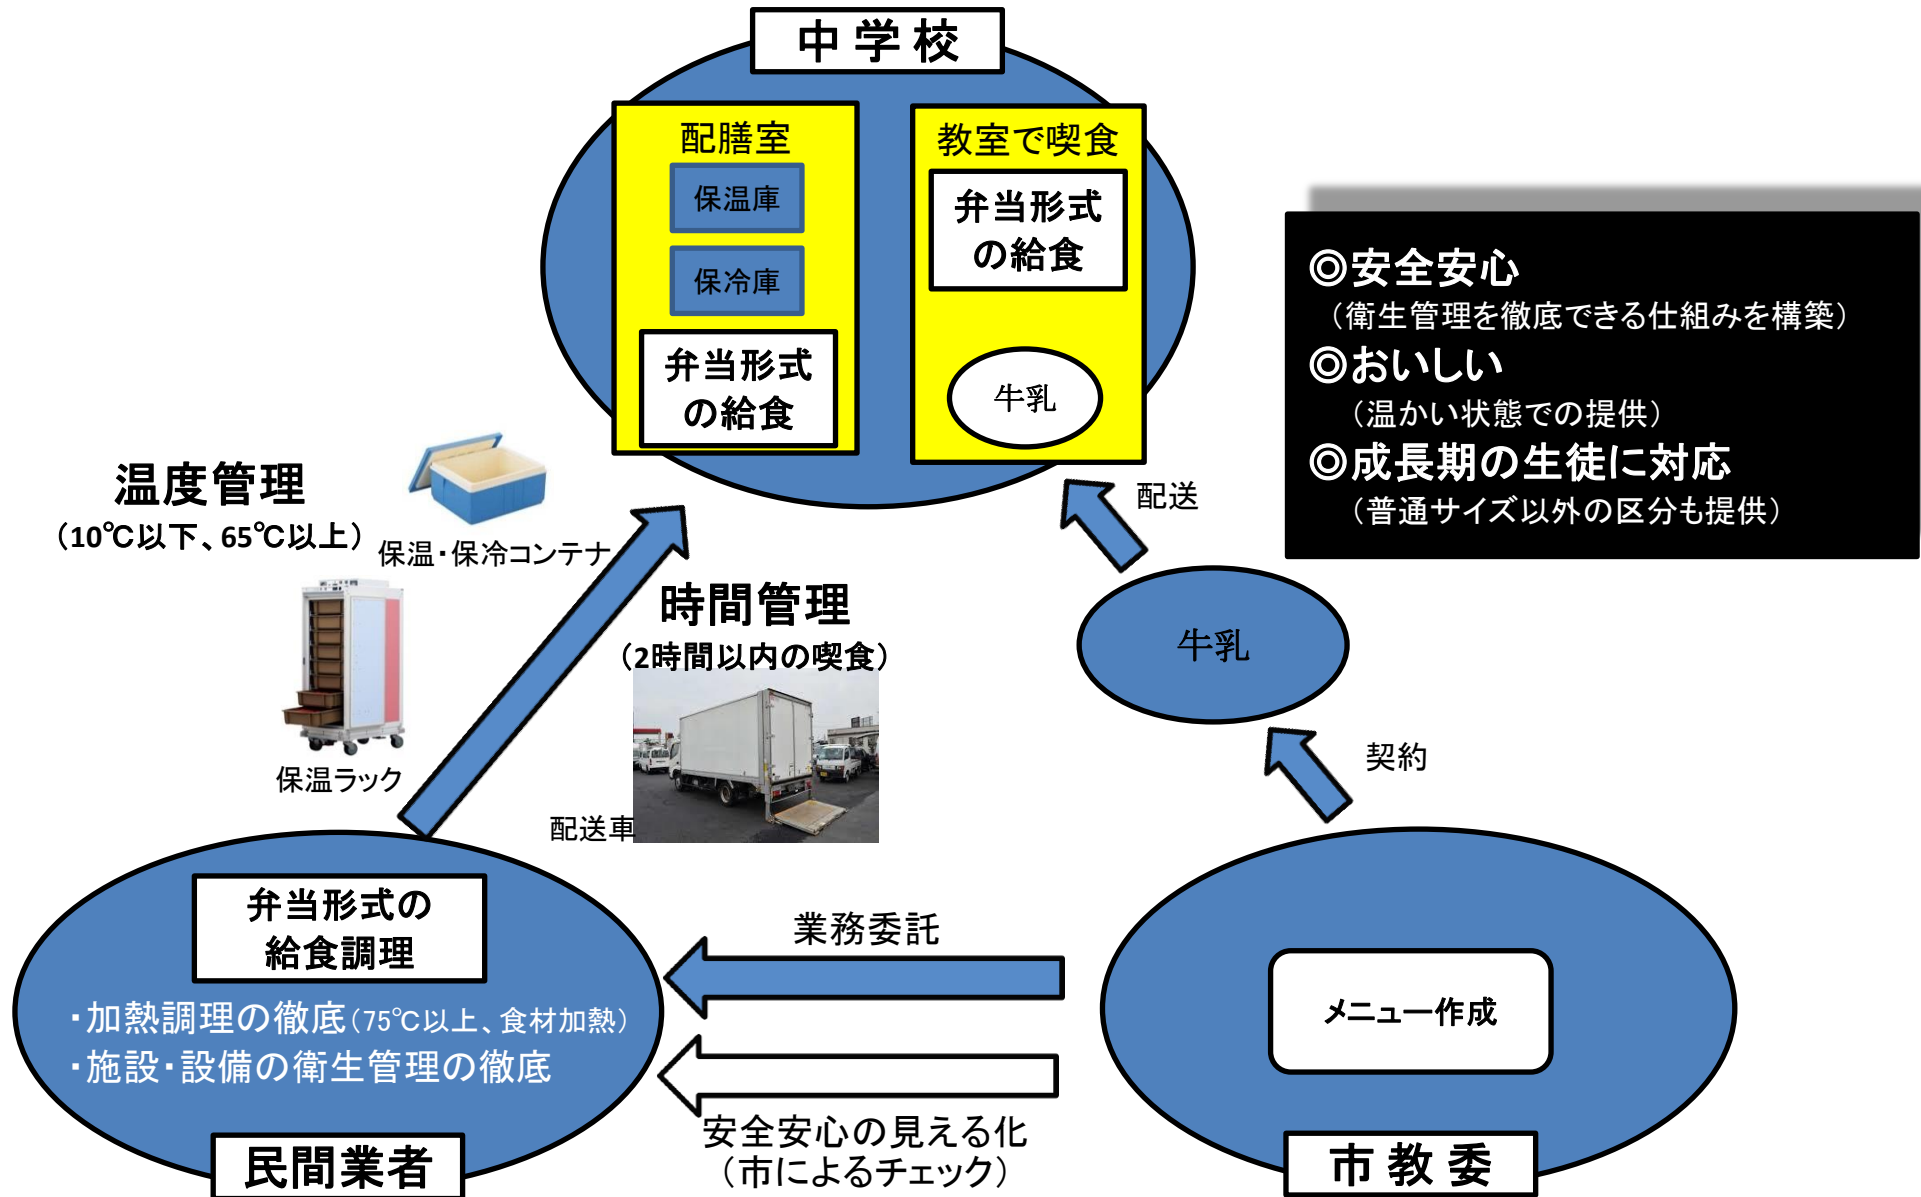 中学校
配膳室
保温庫
保冷庫
弁当形式
の給食
教室で喫食
弁当形式
の給食
牛乳
◎安全安心
（衛生管理を徹底できる仕組みを構築）
◎おいしい
（温かい状態での提供）
◎成長期の生徒に対応
（普通サイズ以外の区分も提供）
温度管理
（10℃以下、65℃以上）
保温・保冷コンテナ
保温ラック
時間管理
（2時間以内の喫食）
配送車
配送
牛乳
契約
弁当形式の
給食調理
・加熱調理の徹底（75℃以上、食材加熱）
・施設・設備の衛生管理の徹底
民間業者
業務委託
安全安心の見える化
（市によるチェック）
メニュー作成
市教委